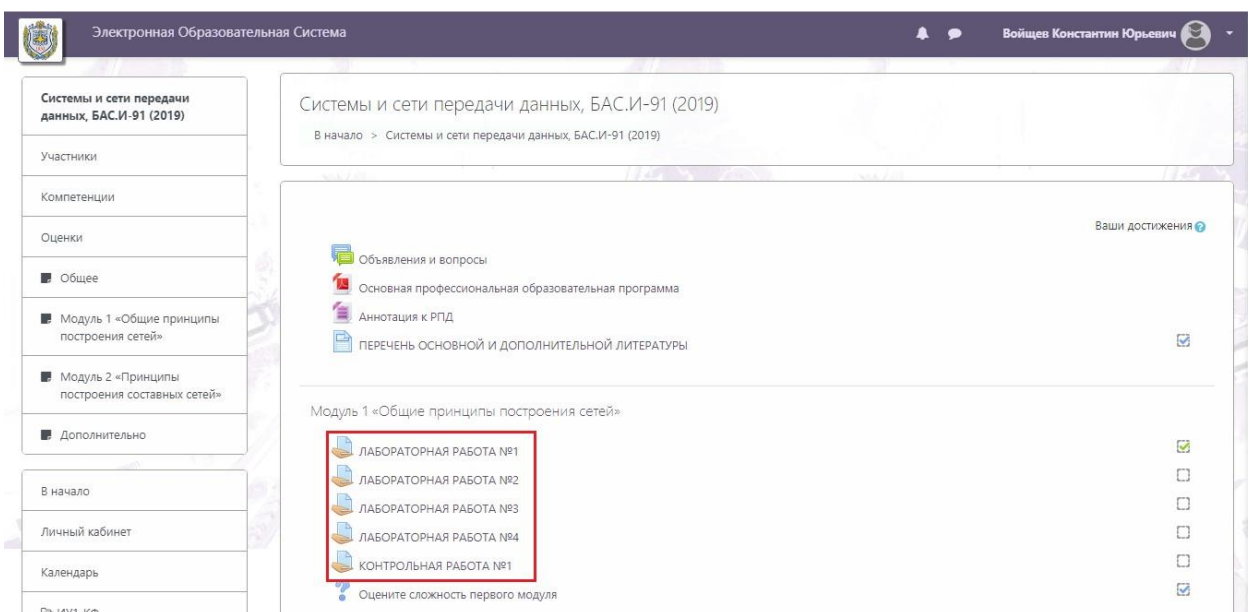 Электронная Образовательная Система
Войщев Константин Юрьевич
Системы и сети передачи
данных, БАС.И-91 (2019)
Участники
Компетенции
Оценки
Общее
Модуль 1 «Общие принципы
построения сетей»
Модуль 2 «Принципы
построения составных сетей»
Дополнительно
В начало
Личный кабинет
Календарь
Системы и сети передачи данных, БАС.И-91 (2019)
В начало > Системы и сети передачи данных, БАС.И-91 (2019)
Ваши достижения
Объявления и вопросы
Основная профессиональная образовательная программа
Аннотация к РПД
ПЕРЕЧЕНЬ ОСНОВНОЙ И ДОПОЛНИТЕЛЬНОЙ ЛИТЕРАТУРЫ
Модуль 1 «Общие принципы построения сетей»
ЛАБОРАТОРНАЯ РАБОТА №1
ЛАБОРАТОРНАЯ РАБОТА №2
ЛАБОРАТОРНАЯ РАБОТА №3
ЛАБОРАТОРНАЯ РАБОТА №4
КОНТРОЛЬНАЯ РАБОТА №1
Оцените сложность первого модуля